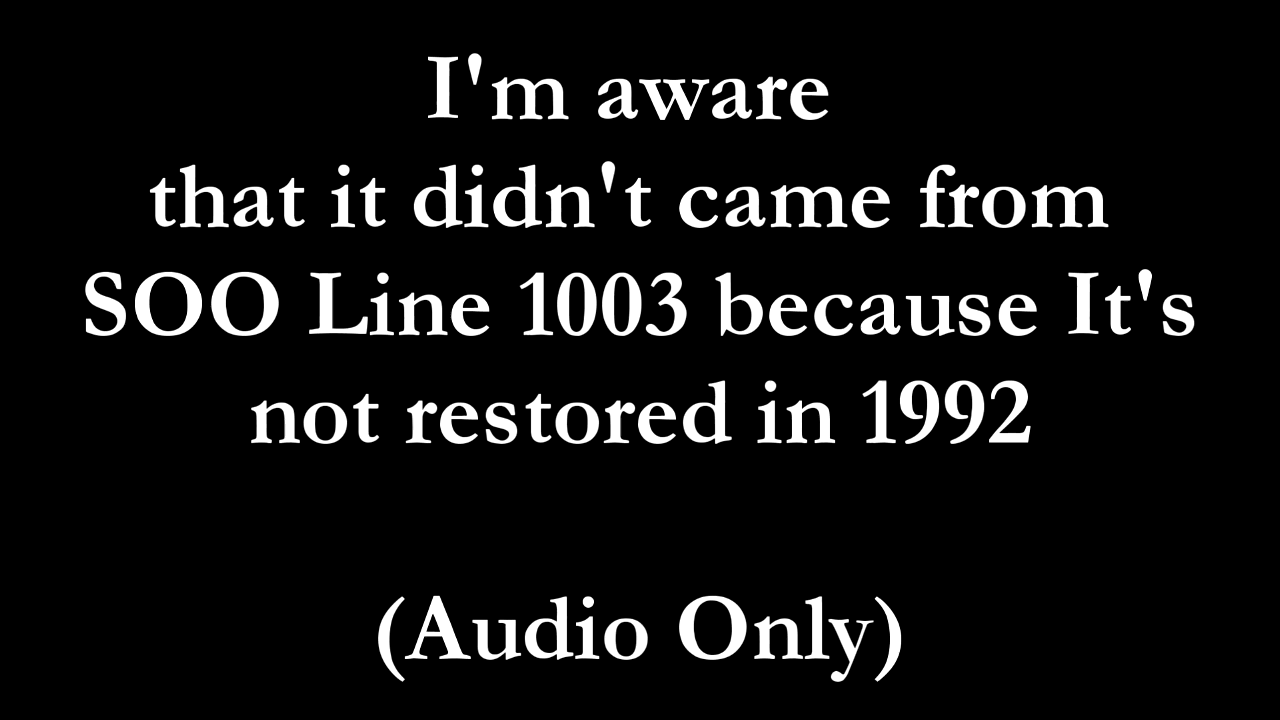 I'm aware
that it didn't came from
SOO Line 1003 because It's
not restored in 1992
(Audio Only)